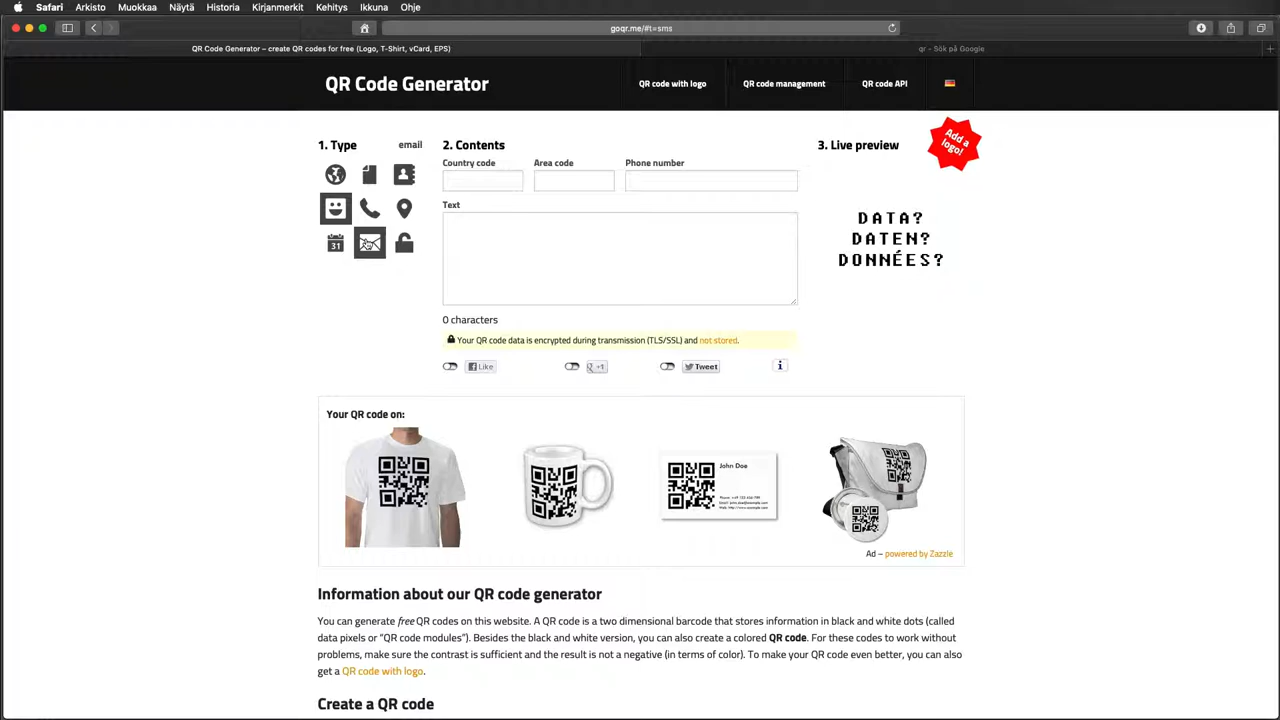 Safari Arkisto Muokkaa Näytä Historia Kirjanmerkit Kehitys Ikkuna Ohje
goqr.me/#t=sms
QR Code Generator – create QR codes for free (Logo, T-Shirt, vCard, EPS)
qr - Sök på Google
QR Code Generator
QR code with logo
QR code management
QR code API
1. Type
email
2. Contents
3. Live preview
Add a logo!
Country code
Area code
Phone number
31
Text
DATA?
DATEN?
DONNÉES?
0 characters
Your QR code data is encrypted during transmission (TLS/SSL) and not stored.
Like
+1
Tweet
i
Your QR code on:
John Doe
Ad – powered by Zazzle
Information about our QR code generator
You can generate free QR codes on this website. A QR code is a two dimensional barcode that stores information in black and white dots (called
data pixels or “QR code modules”). Besides the black and white version, you can also create a colored QR code. For these codes to work without
problems, make sure the contrast is sufficient and the result is not a negative (in terms of color). To make your QR code even better, you can also
get a QR code with logo.
Create a QR code